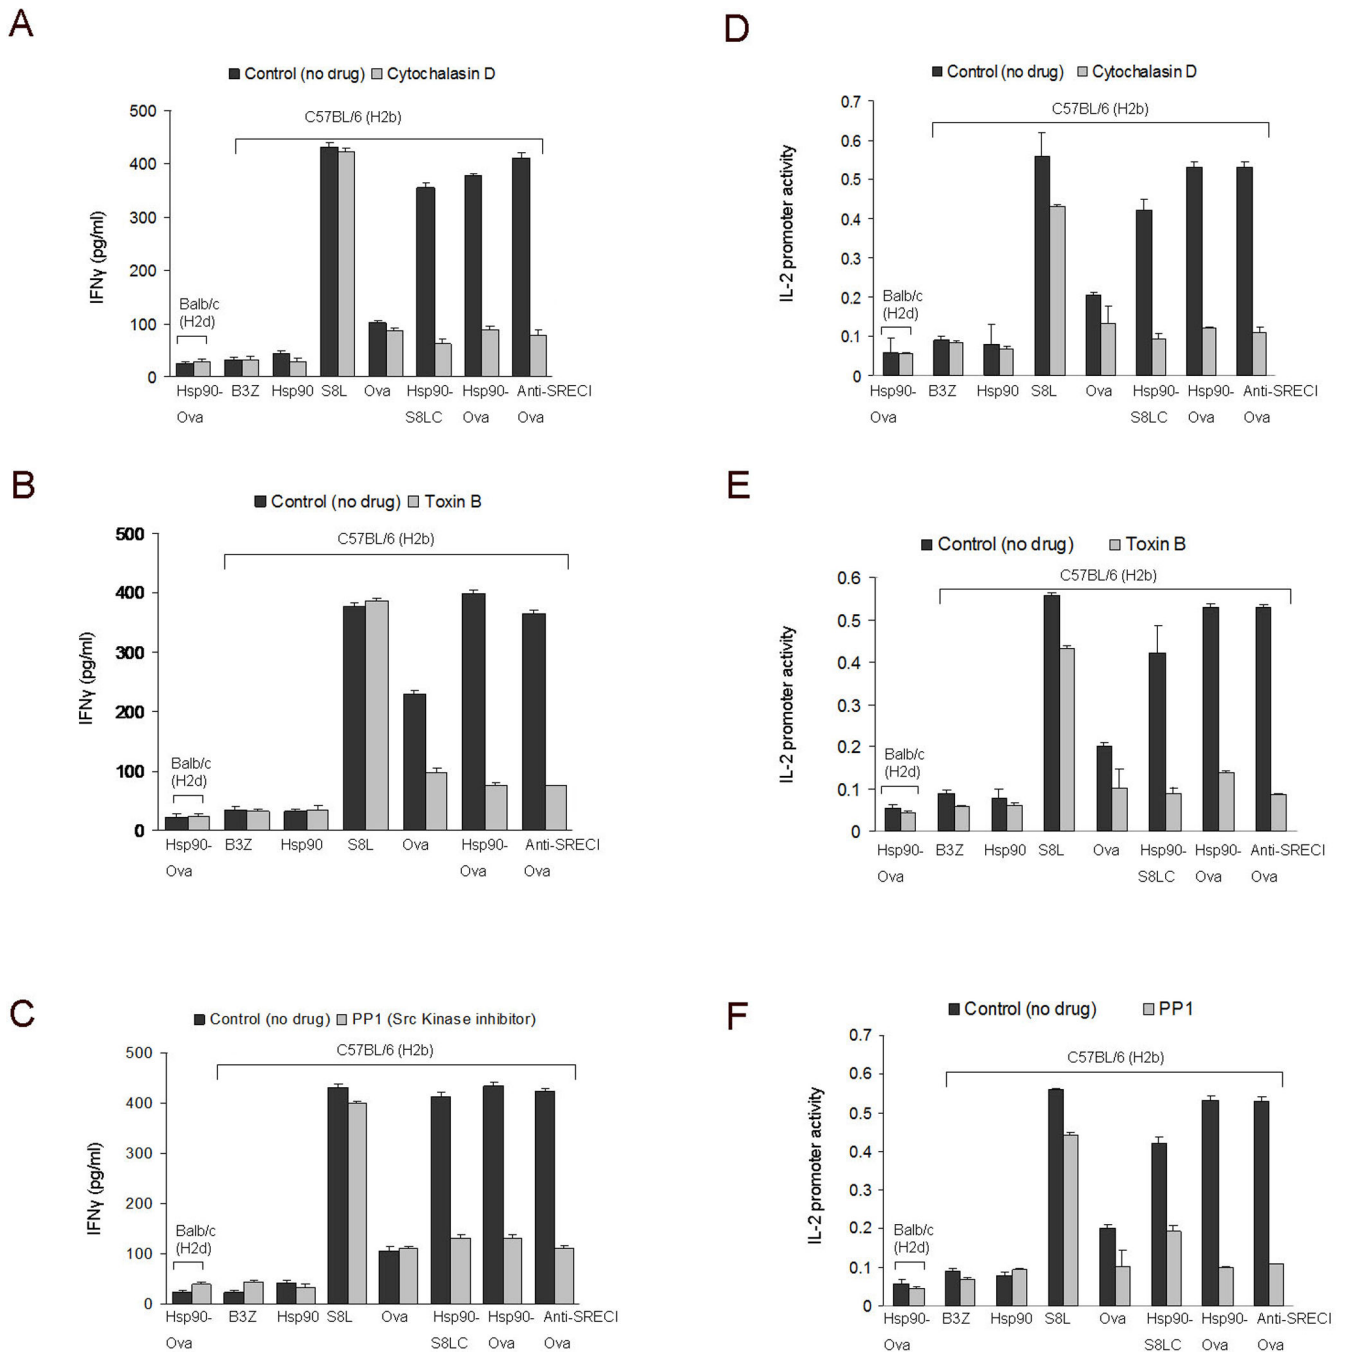 A
Control (no drug) Cytochalasin D
C57BL/6 (H2b)
IFNγ (pg/ml)
500
400
300
200
100
0
Balb/c
(H2d)
Hsp90- B3Z Hsp90 S8L Ova Hsp90- Hsp90- Anti-SRECI
Ova S8LC Ova Ova
B
Control (no drug) Toxin B
C57BL/6 (H2b)
IFNγ (pg/ml)
500
400
300
200
100
0
Balb/c
(H2d)
Hsp90- B3Z Hsp90 S8L Ova Hsp90- Anti-SRECI
Ova Ova Ova
C
Control (no drug) PP1 (Src Kinase inhibitor)
C57BL/6 (H2b)
IFNγ (pg/ml)
500
400
300
200
100
0
Balb/c
(H2d)
Hsp90- B3Z Hsp90 S8L Ova Hsp90- Hsp90- Anti-SRECI
Ova S8LC Ova Ova
D
Control (no drug) Cytochalasin D
C57BL/6 (H2b)
IL-2 promoter activity
0.7
0.6
0.5
0.4
0.3
0.2
0.1
0
Balb/c
(H2d)
Hsp90- B3Z Hsp90 S8L Ova Hsp90- Hsp90- Anti-SRECI
Ova S8LC Ova Ova
E
Control (no drug) Toxin B
C57BL/6 (H2b)
IL-2 promoter activity
0.6
0.5
0.4
0.3
0.2
0.1
0
Balb/c
(H2d)
Hsp90- B3Z Hsp90 S8L Ova Hsp90- Hsp90- Anti-SRECI
Ova S8LC Ova Ova
F
Control (no drug) PP1
C57BL/6 (H2b)
IL-2 promoter activity
0.7
0.6
0.5
0.4
0.3
0.2
0.1
0
Balb/c
(H2d)
Hsp90- B3Z Hsp90 S8L Ova Hsp90- Hsp90- Anti-SRECI
Ova S8LC Ova Ova